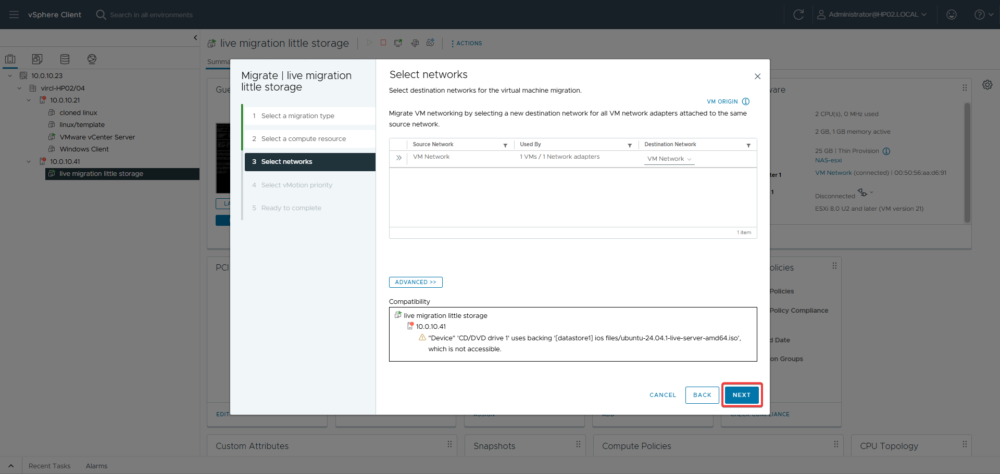 vSphere Client
Search in all environments
Administrator@HP02.LOCAL
live migration little storage
ACTIONS
10.0.10.23
vircl-HP02/04
10.0.10.21
cloned linux
linux/template
VMware vCenter Server
Windows Client
10.0.10.41
live migration little storage
Summa
Gue
LA
PCI
EDIT
Migrate | live migration
little storage
1 Select a migration type
2 Select a compute resource
3 Select networks
4 Select vMotion priority
5 Ready to complete
Select networks
Select destination networks for the virtual machine migration.
VM ORIGIN
Migrate VM networking by selecting a new destination network for all VM network adapters attached to the same
source network.
Source Network Used By Destination Network
VM Network 1 VMs / 1 Network adapters VM Network
1 item
ADVANCED >>
Compatibility
live migration little storage
10.0.10.41
"Device" 'CD/DVD drive 1' uses backing '[datastore1] ios files/ubuntu-24.04.1-live-server-amd64.iso',
which is not accessible.
CANCEL BACK NEXT
ware
2 CPU(s), 0 MHz used
2 GB, 1 GB memory active
25 GB | Thin Provision
NAS-esxi
ter 1 VM Network (connected) | 00:50:56:aa:d6:91
1
Disconnected
ESXi 8.0 U2 and later (VM version 21)
olicies
Policies
Policy Compliance
d Date
on Groups
ASSIGN
ADD
CHECK COMPLIANCE
Custom Attributes
Snapshots
Compute Policies
CPU Topology
Recent Tasks Alarms